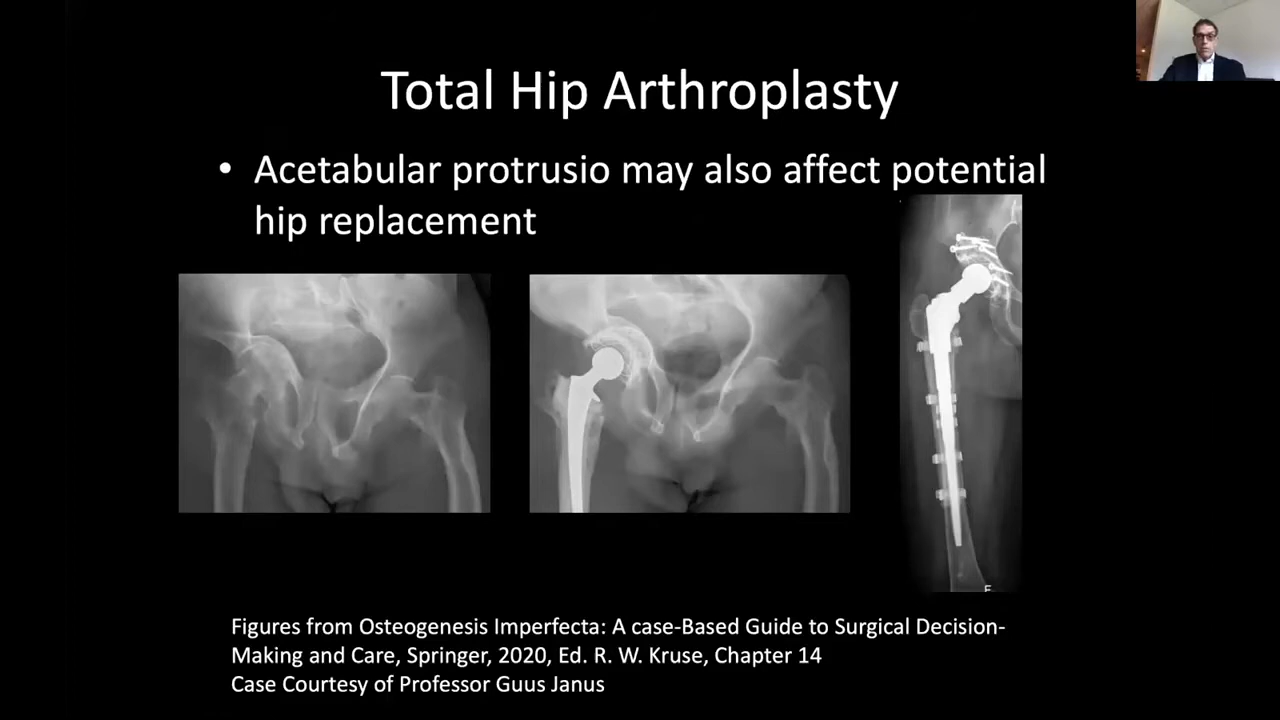 Total Hip Arthroplasty
• Acetabular protrusio may also affect potential
hip replacement
F
Figures from Osteogenesis Imperfecta: A case-Based Guide to Surgical Decision-
Making and Care, Springer, 2020, Ed. R. W. Kruse, Chapter 14
Case Courtesy of Professor Guus Janus